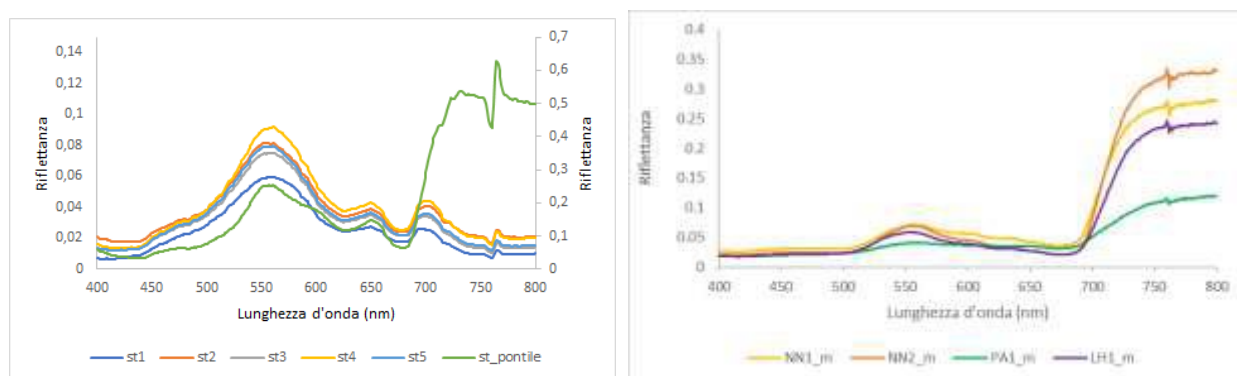 Riflettanza
0,14
0,12
0,1
0,08
0,06
0,04
0,02
0
0,7
0,6
0,5
0,4
0,3
0,2
0,1
0
Riflettanza
400 450 500 550 600 650 700 750 800
Lunghezza d'onda (nm)
st1 st2 st3 st4 st5 st_pontile
Riflettanza
0.4
0.35
0.3
0.25
0.2
0.15
0.1
0.05
0
400 450 500 550 600 650 700 750 800
Lunghezza d'onda (nm)
NN1_m NN2_m PA1_m LH1_m